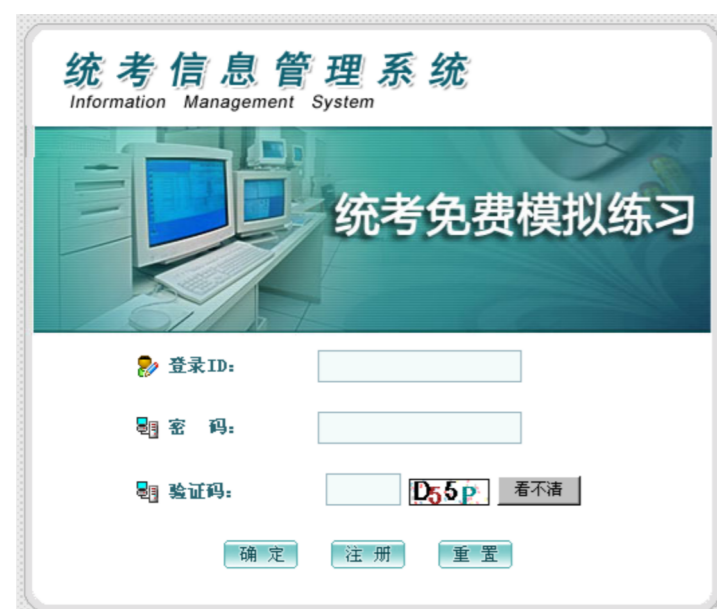 统考信息管理系统
Information Management System
统考免费模拟练习
登录ID:
密 码:
验证码: D55P 看不清
确 定 注 册 重 置